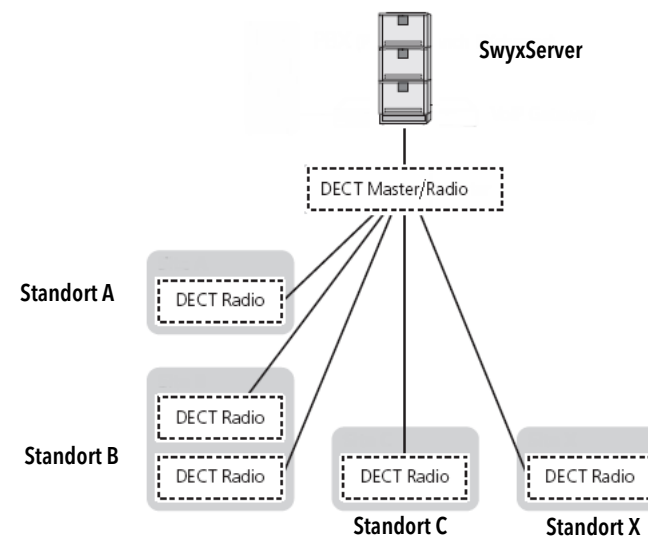 SwyxServer
DECT Master/Radio
Standort A
DECT Radio
DECT Radio
Standort B
DECT Radio
DECT Radio
DECT Radio
Standort C
Standort X